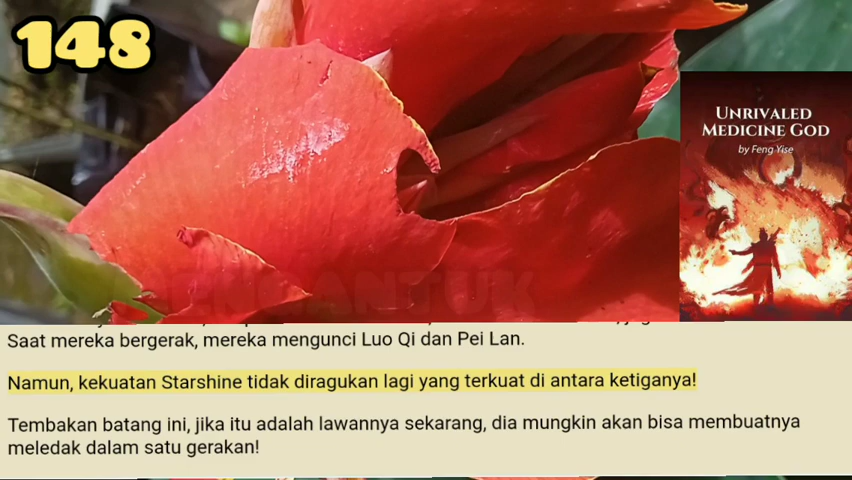 148
UNRIVALED
MEDICINE GOD
by Feng Yise
MENGANTUK
Saat mereka bergerak, mereka mengunci Luo Qi dan Pei Lan.
Namun, kekuatan Starshine tidak diragukan lagi yang terkuat di antara ketiganya!
Tembakan batang ini, jika itu adalah lawannya sekarang, dia mungkin akan bisa membuatnya
meledak dalam satu gerakan!